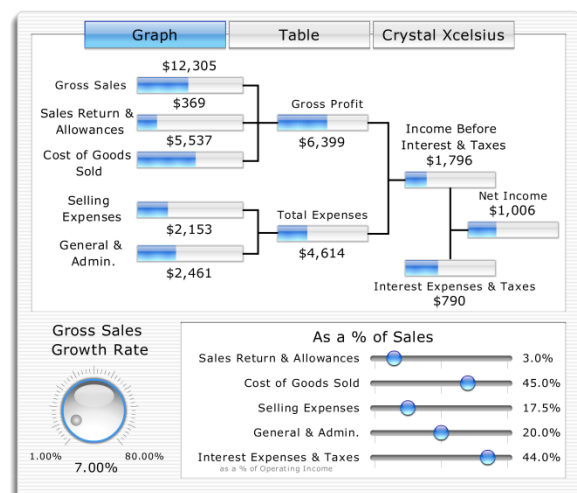 Graph
Table
Crystal Xcelsius
$12,305
Gross Sales
$369
Sales Return &
Allowances
$5,537
Cost of Goods
Sold
Gross Profit
$6,399
Income Before
Interest & Taxes
$1,796
Net Income
$1,006
Selling
Expenses
$2,153
General &
Admin.
$2,461
Total Expenses
$4,614
Interest Expenses & Taxes
$790
Gross Sales
Growth Rate
1.00%
80.00%
7.00%
As a % of Sales
Sales Return & Allowances 3.0%
Cost of Goods Sold 45.0%
Selling Expenses 17.5%
General & Admin. 20.0%
Interest Expenses & Taxes 44.0%
as a % of Operating Income